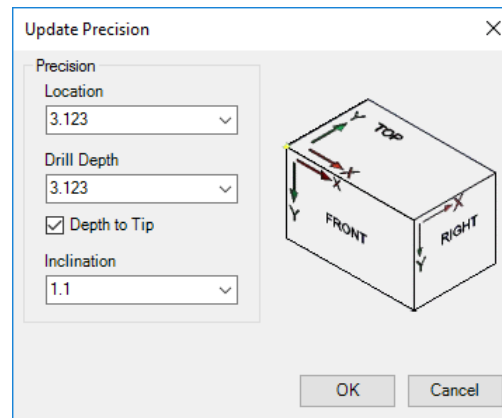 Update Precision
Precision
Location
3.123
Drill Depth
3.123
Depth to Tip
Inclination
1.1
Y
TOP
X
X
Y
FRONT
X
RIGHT
Y
OK
Cancel